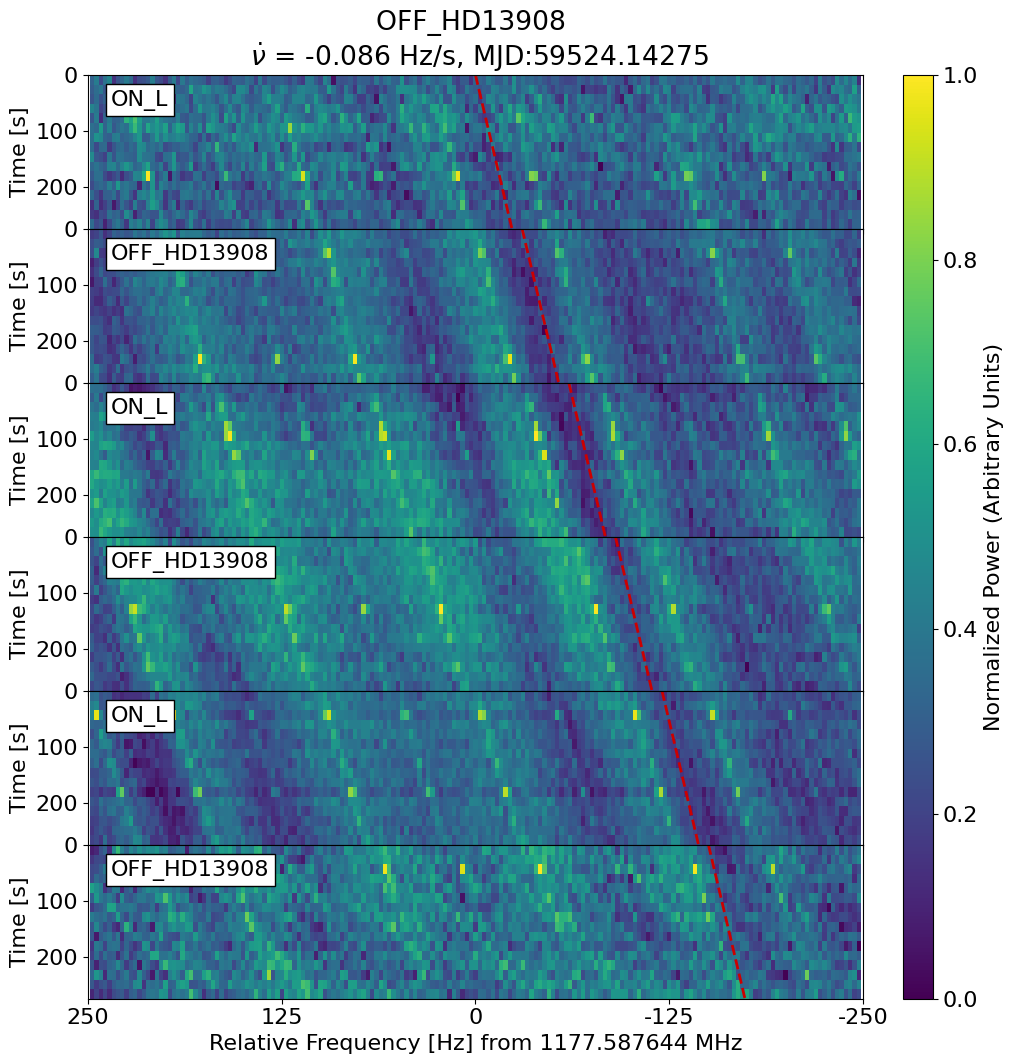 OFF_HD13908
ν̇ = -0.086 Hz/s, MJD:59524.14275
0
ON_L
100
200
Time [s]
0
OFF_HD13908
100
200
Time [s]
0
ON_L
100
200
Time [s]
0
OFF_HD13908
100
200
Time [s]
0
ON_L
100
200
Time [s]
0
OFF_HD13908
100
200
Time [s]
250 125 0 -125 -250
Relative Frequency [Hz] from 1177.587644 MHz
1.0
0.8
0.6
0.4
0.2
0.0
Normalized Power (Arbitrary Units)